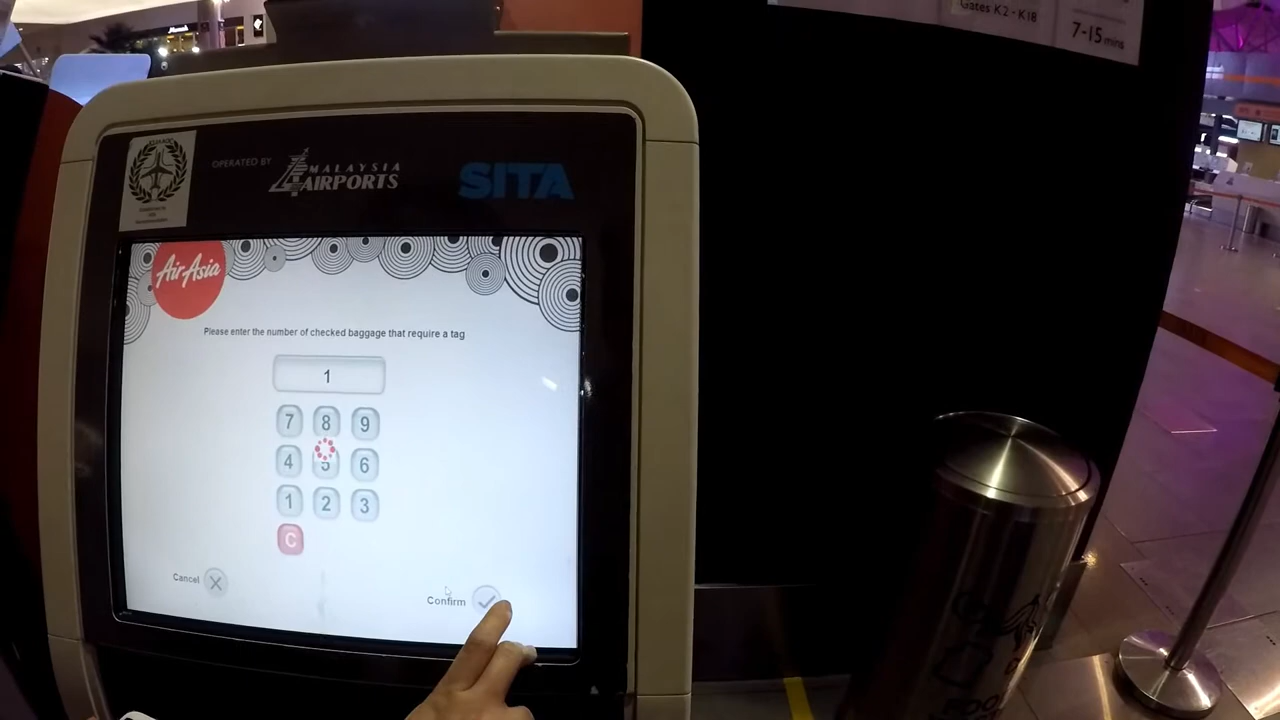 Gates K2 - K18
7-15 mins
OPERATED BY
MALAYSIA
AIRPORTS
SITA
AirAsia
Please enter the number of checked baggage that require a tag
1
7 8 9
4 5 6
1 2 3
C
Cancel
Confirm